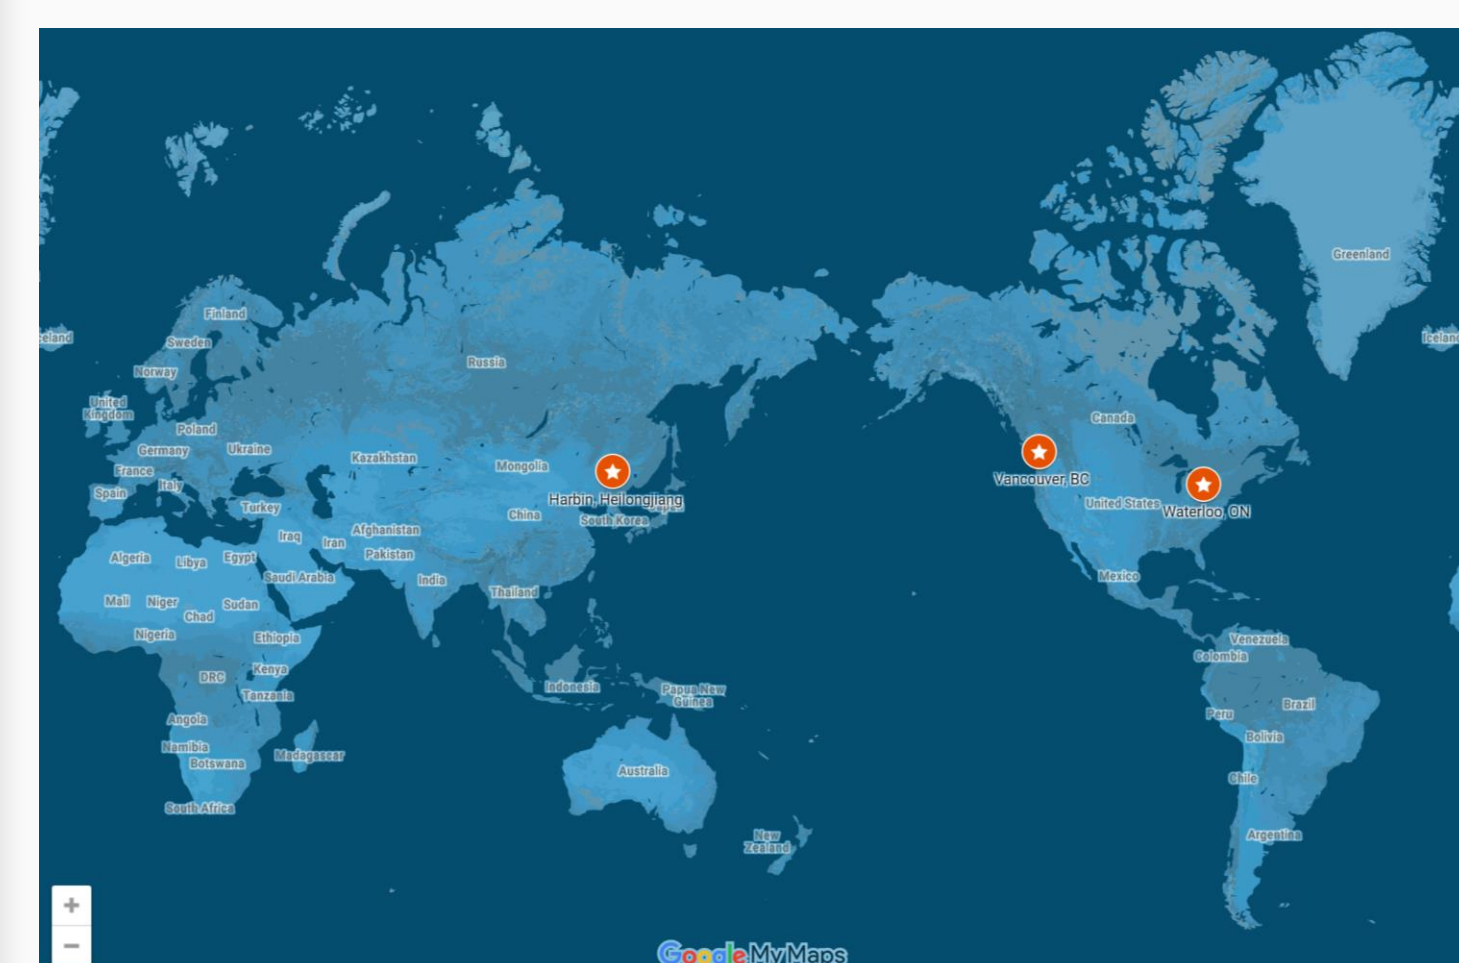 Greenland
Finland
eland
Iceland
Sweden
Russia
Norway
United
Kingdom
Canada
Poland
Germany
Ukraine
Kazakhstan
Mongolia
France
Vancouver, BC
Italy
Spain
Harbin, Heilongjiang
Turkey
United States
Waterloo, ON
China
South Korea
Afghanistan
Iraq
Iran
Algeria
Libya
Egypt
Pakistan
Saudi Arabia
India
Mexico
Thailand
Mali
Niger
Sudan
Chad
Nigeria
Ethiopia
Venezuela
Colombia
Kenya
DRC
Indonesia
Papua New
Guinea
Tanzania
Brazil
Angola
Peru
Bolivia
Namibia
Madagascar
Botswana
Australia
Chile
South Africa
New
Zealand
Argentina
+
−
Google My Maps